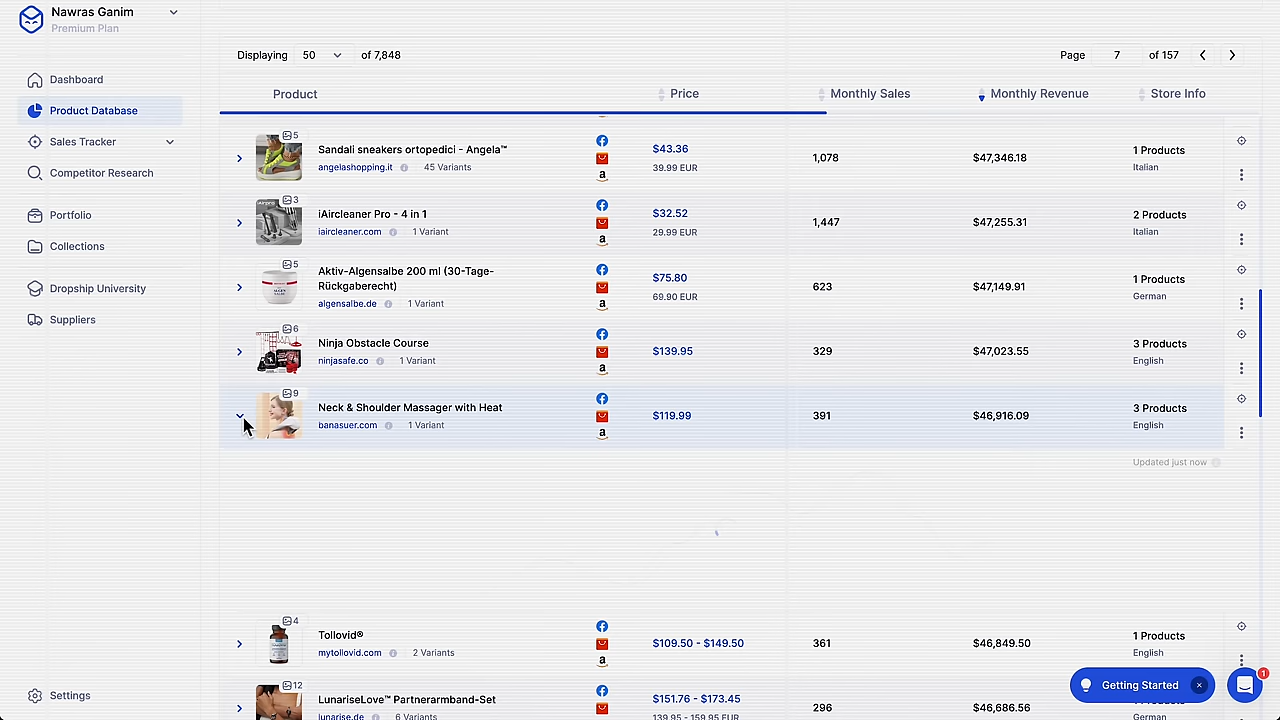 Nawras Ganim
Premium Plan
Dashboard
Product Database
Sales Tracker
Competitor Research
Portfolio
Collections
Dropship University
Suppliers
Settings
Displaying 50 of 7,848
Page 7 of 157
Product Price Monthly Sales Monthly Revenue Store Info
5
Sandali sneakers ortopedici - Angela™
angelashopping.it 45 Variants
$43.36
39.99 EUR
1,078
$47,346.18
1 Products
Italian
Airpro
3
iAircleaner Pro - 4 in 1
iaircleaner.com 1 Variant
$32.52
29.99 EUR
1,447
$47,255.31
2 Products
Italian
5
Aktiv-Algensalbe 200 ml (30-Tage-
Rückgaberecht)
algensalbe.de 1 Variant
$75.80
69.90 EUR
623
$47,149.91
1 Products
German
6
Ninja Obstacle Course
ninjasafe.co 1 Variant
$139.95
329
$47,023.55
3 Products
English
9
Neck & Shoulder Massager with Heat
banasuer.com 1 Variant
$119.99
391
$46,916.09
3 Products
English
Updated just now
4
Tollovid®
mytollovid.com 2 Variants
$109.50 - $149.50
361
$46,849.50
1 Products
English
12
LunariseLove™ Partnerarmband-Set
lunarise.de 6 Variants
$151.76 - $173.45
139.95 - 159.95 EUR
296
$46,686.56
German
Getting Started
1